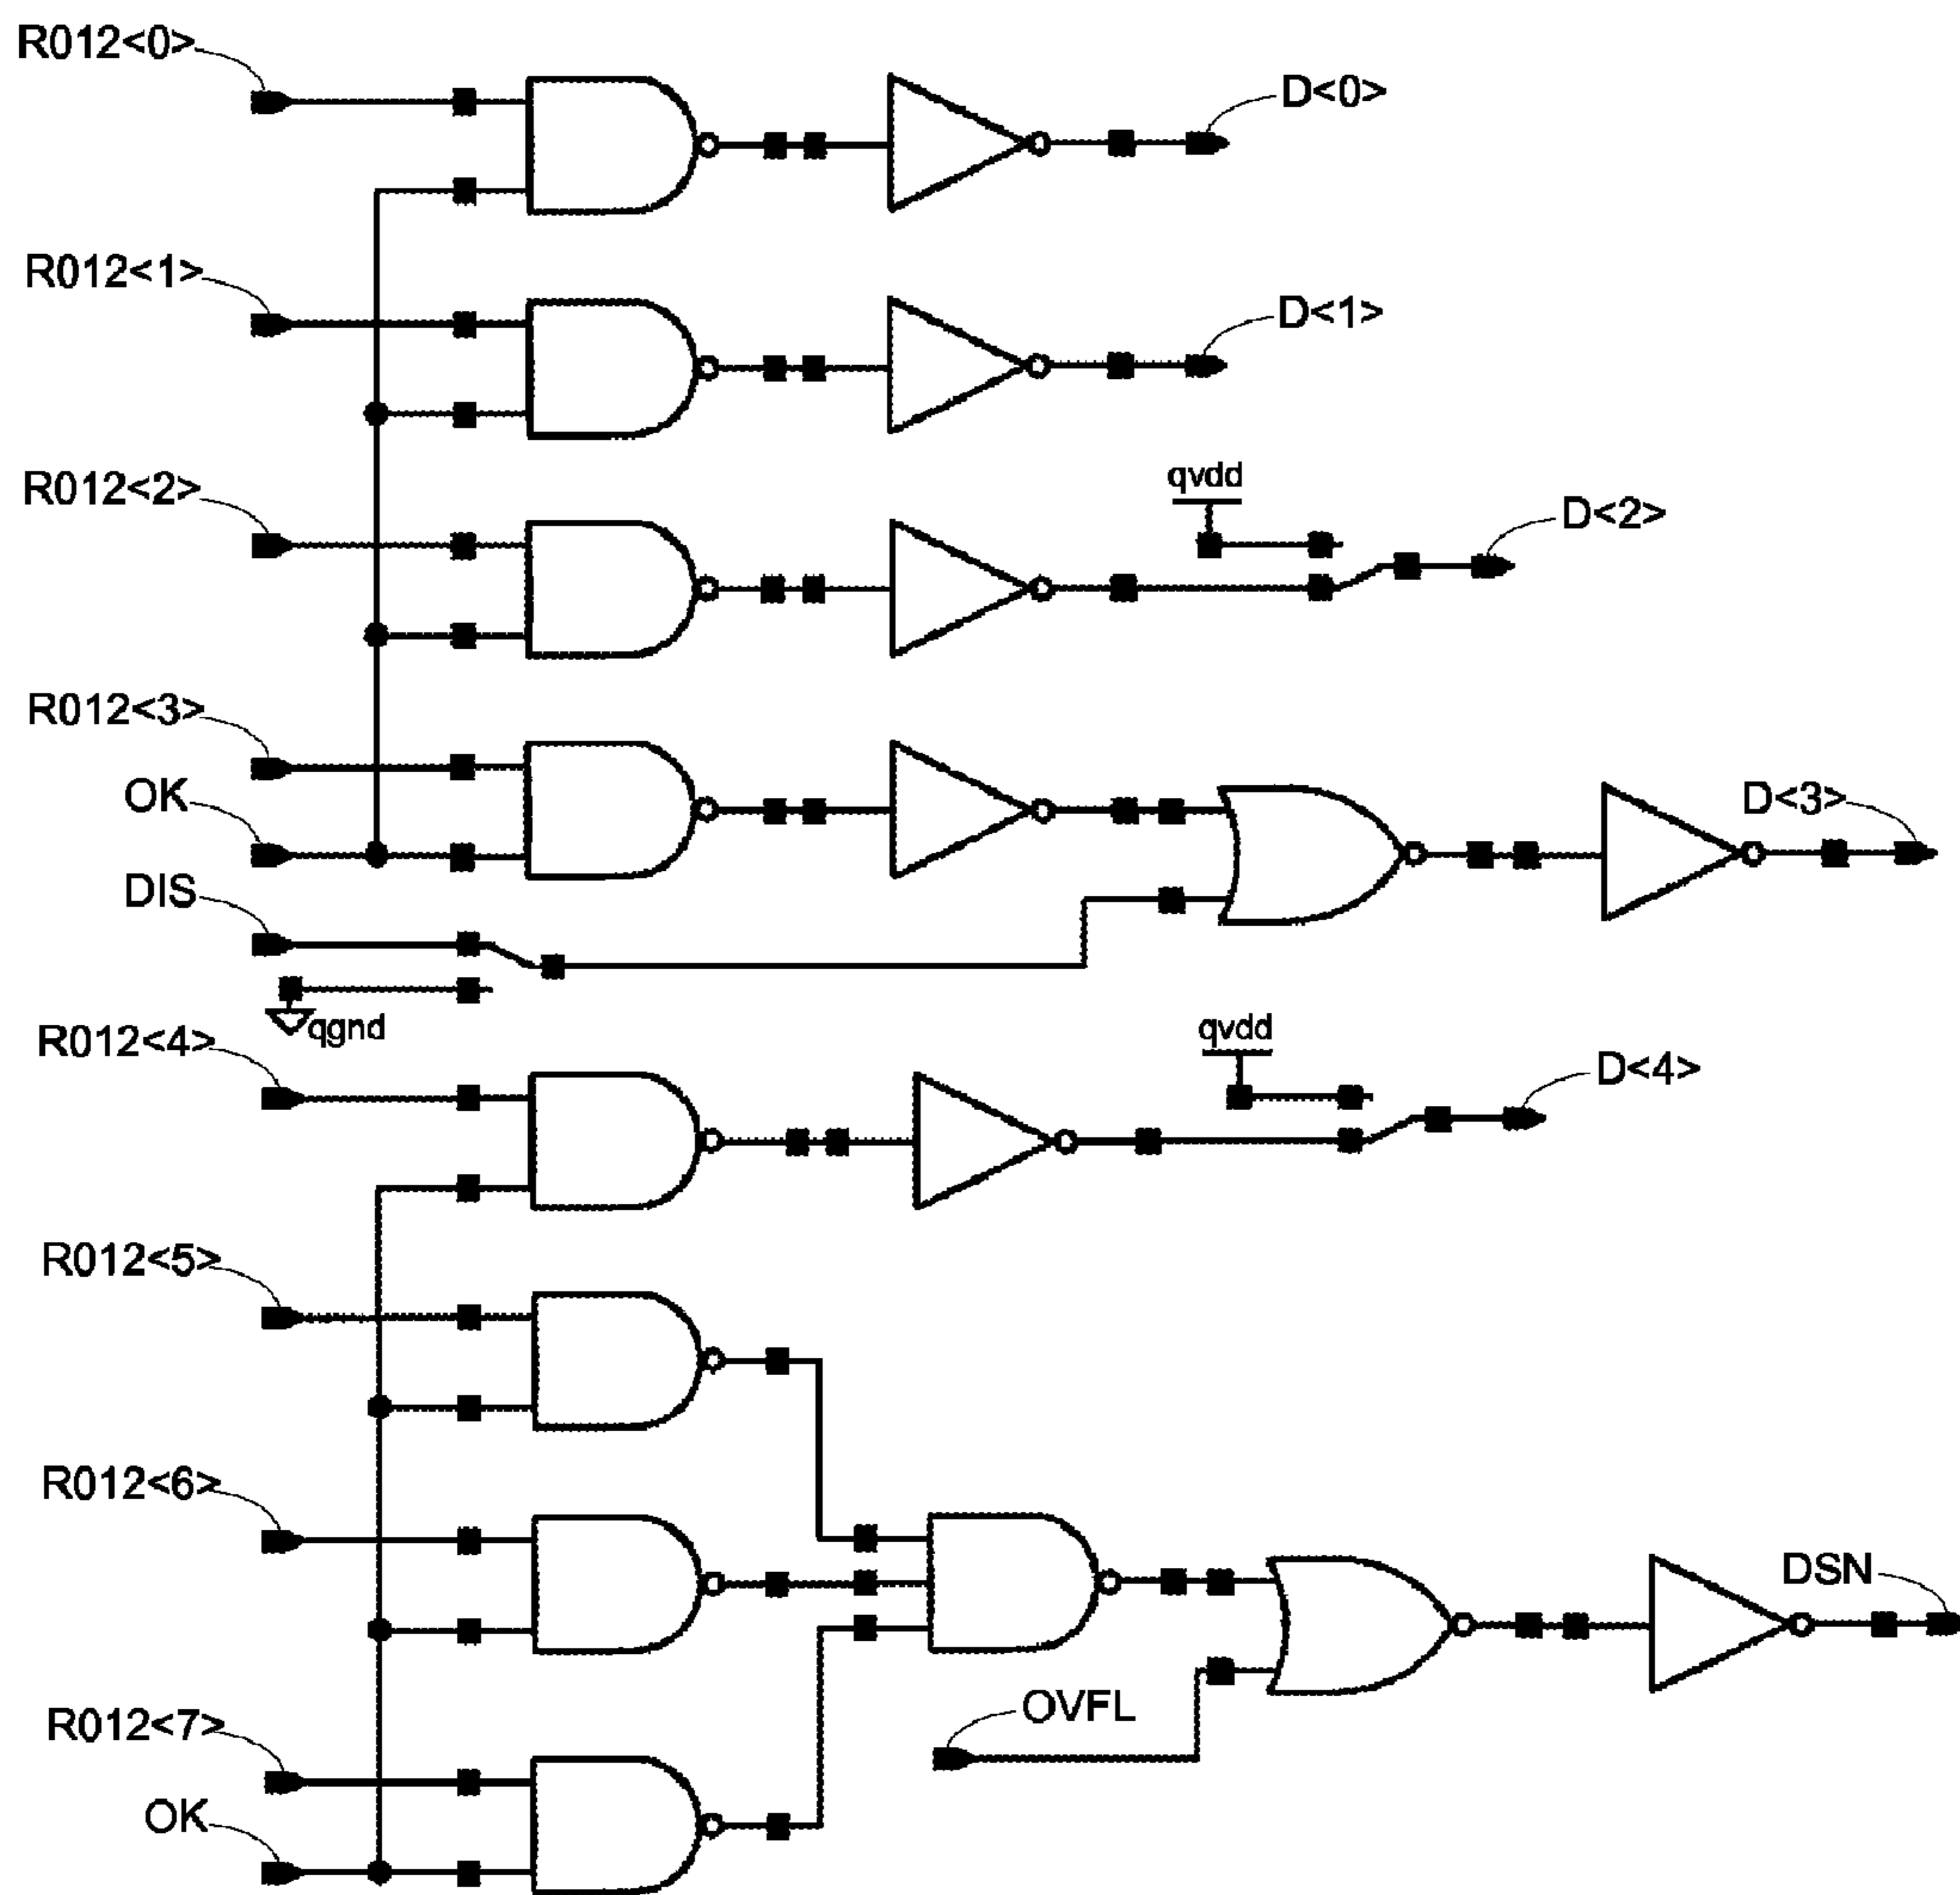 R012<0>
D<0>
R012<1>
D<1>
R012<2>
qvdd
D<2>
R012<3>
OK
D<3>
DIS
qgnd
R012<4>
qvdd
D<4>
R012<5>
R012<6>
DSN
R012<7>
OVFL
OK